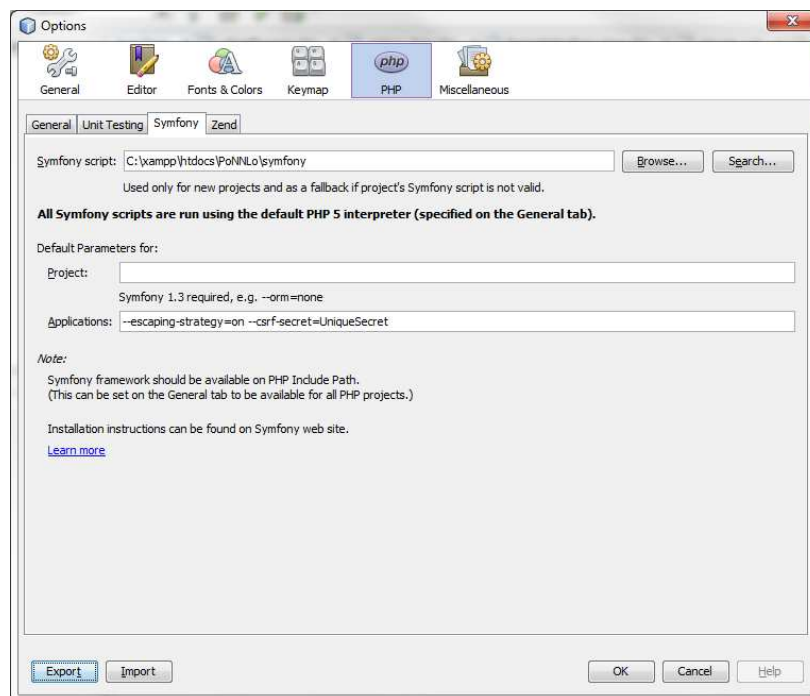 Options
General Editor Fonts & Colors Keymap php PHP Miscellaneous
General Unit Testing Symfony Zend
Symfony script: C:\xampp\htdocs\PoNNLo\symfony Browse... Search...
Used only for new projects and as a fallback if project's Symfony script is not valid.
All Symfony scripts are run using the default PHP 5 interpreter (specified on the General tab).
Default Parameters for:
Project:
Symfony 1.3 required, e.g. --orm=none
Applications: --escaping-strategy=on --csrf-secret=UniqueSecret
Note:
Symfony framework should be available on PHP Include Path.
(This can be set on the General tab to be available for all PHP projects.)
Installation instructions can be found on Symfony web site.
Learn more
Export Import OK Cancel Help